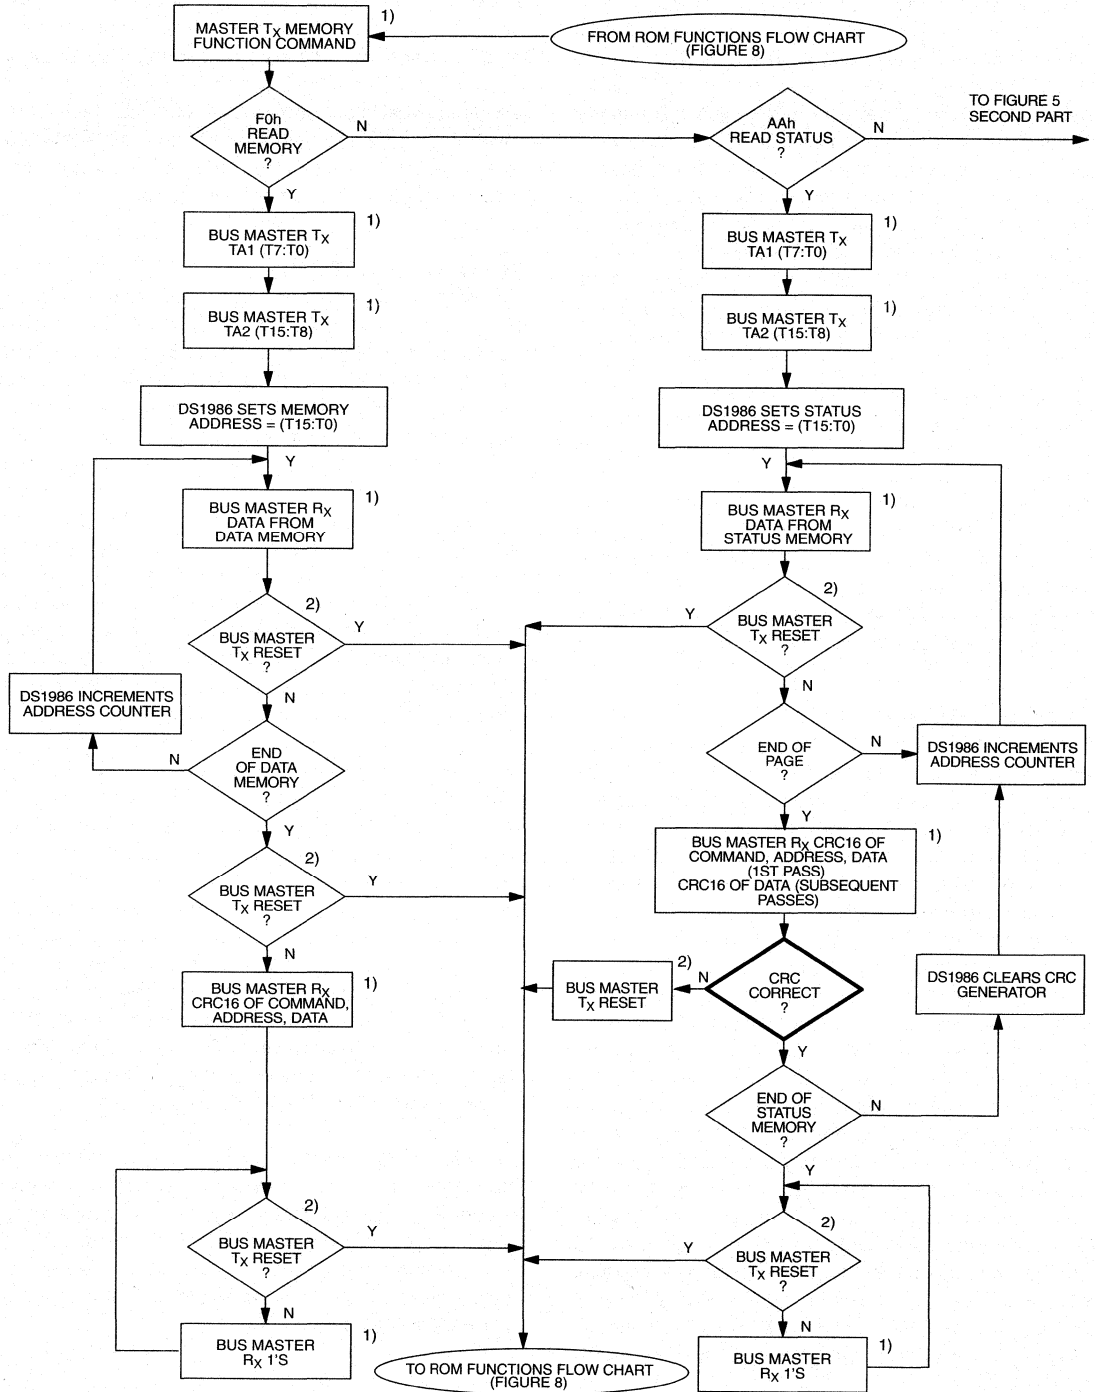 MASTER TX MEMORY
FUNCTION COMMAND
1)
FROM ROM FUNCTIONS FLOW CHART
(FIGURE 8)
F0h
READ
MEMORY
?
N
Y
AAh
READ STATUS
?
N
Y
TO FIGURE 5
SECOND PART
BUS MASTER TX
TA1 (T7:T0)
1)
BUS MASTER TX
TA1 (T7:T0)
1)
BUS MASTER TX
TA2 (T15:T8)
1)
BUS MASTER TX
TA2 (T15:T8)
1)
DS1986 SETS MEMORY
ADDRESS = (T15:T0)
DS1986 SETS STATUS
ADDRESS = (T15:T0)
Y
Y
BUS MASTER RX
DATA FROM
DATA MEMORY
1)
BUS MASTER RX
DATA FROM
STATUS MEMORY
1)
BUS MASTER
TX RESET
?
2)
Y
N
Y
BUS MASTER
TX RESET
?
2)
N
DS1986 INCREMENTS
ADDRESS COUNTER
END
OF DATA
MEMORY
?
N
Y
END OF
PAGE
?
N
Y
DS1986 INCREMENTS
ADDRESS COUNTER
BUS MASTER
TX RESET
?
2)
Y
N
BUS MASTER RX CRC16 OF
COMMAND, ADDRESS, DATA
(1ST PASS)
CRC16 OF DATA (SUBSEQUENT
PASSES)
1)
BUS MASTER RX
CRC16 OF COMMAND,
ADDRESS, DATA
1)
BUS MASTER
TX RESET
2)
N
CRC
CORRECT
?
Y
DS1986 CLEARS CRC
GENERATOR
END OF
STATUS
MEMORY
?
N
Y
BUS MASTER
TX RESET
?
2)
Y
N
Y
BUS MASTER
TX RESET
?
2)
N
BUS MASTER
RX 1'S
1)
TO ROM FUNCTIONS FLOW CHART
(FIGURE 8)
BUS MASTER
RX 1'S
1)